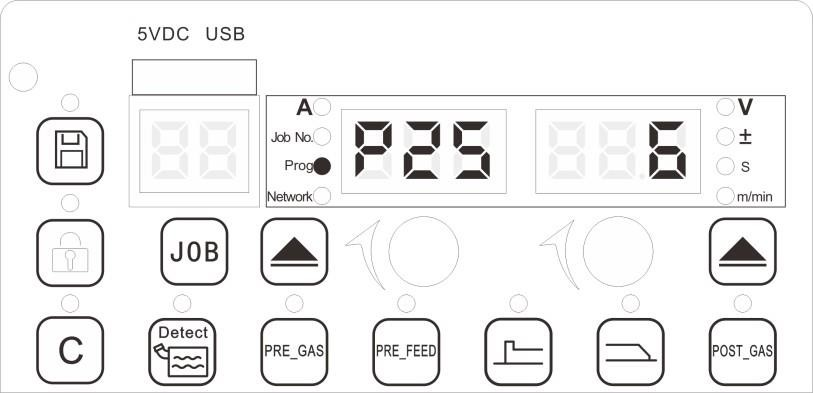 5VDC USB
A V
Job No. P25 6 ±
Prog S
Network m/min
JOB
C Detect PRE_GAS PRE_FEED POST_GAS